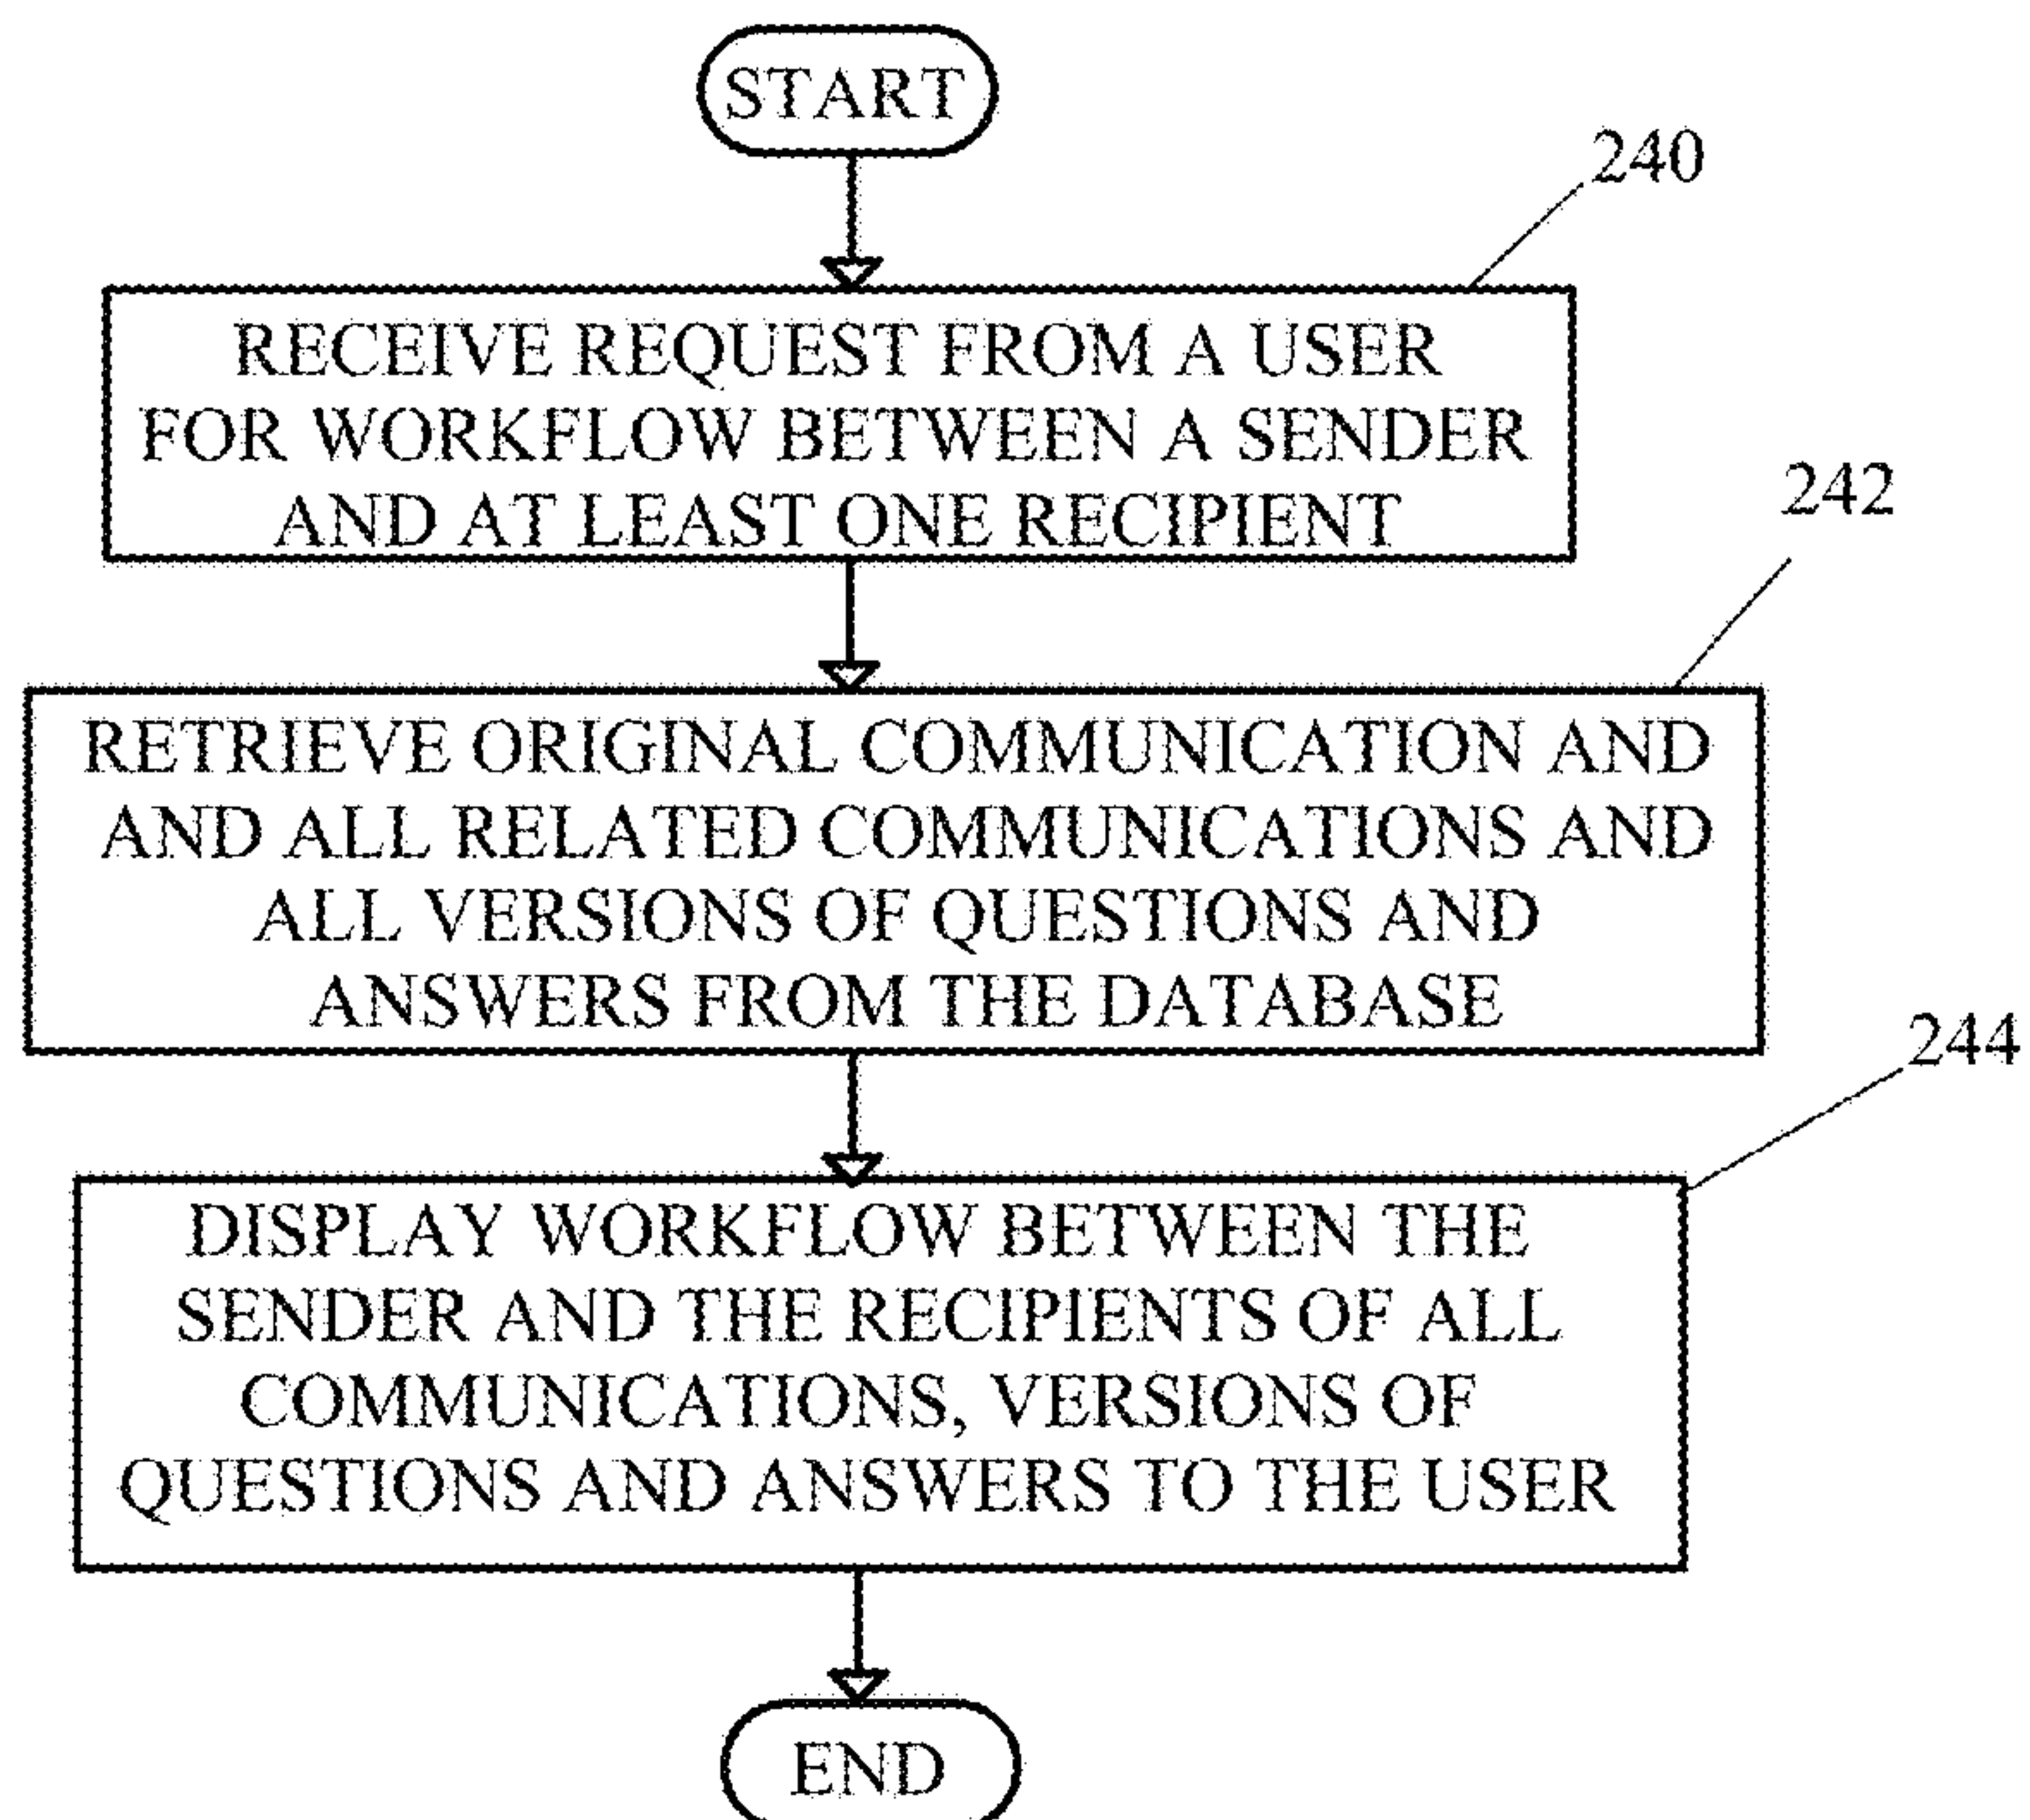 START
240
RECEIVE REQUEST FROM A USER
FOR WORKFLOW BETWEEN A SENDER
AND AT LEAST ONE RECIPIENT
242
RETRIEVE ORIGINAL COMMUNICATION AND
AND ALL RELATED COMMUNICATIONS AND
ALL VERSIONS OF QUESTIONS AND
ANSWERS FROM THE DATABASE
244
DISPLAY WORKFLOW BETWEEN THE
SENDER AND THE RECIPIENTS OF ALL
COMMUNICATIONS, VERSIONS OF
QUESTIONS AND ANSWERS TO THE USER
END